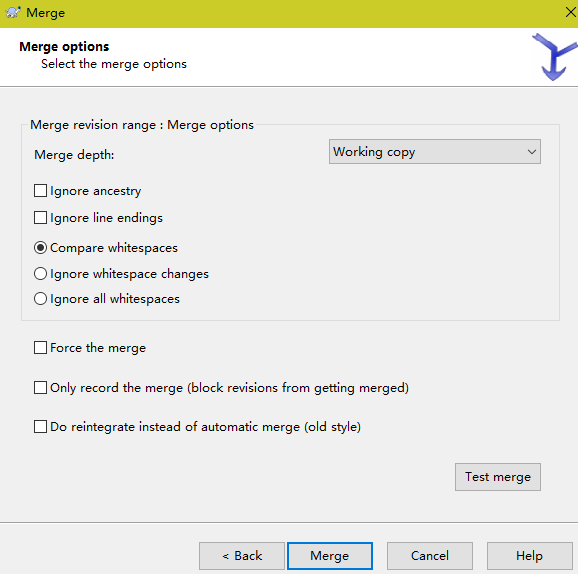 Merge
Merge options
Select the merge options
Merge revision range : Merge options
Merge depth:
Working copy
Ignore ancestry
Ignore line endings
Compare whitespaces
Ignore whitespace changes
Ignore all whitespaces
Force the merge
Only record the merge (block revisions from getting merged)
Do reintegrate instead of automatic merge (old style)
Test merge
< Back
Merge
Cancel
Help